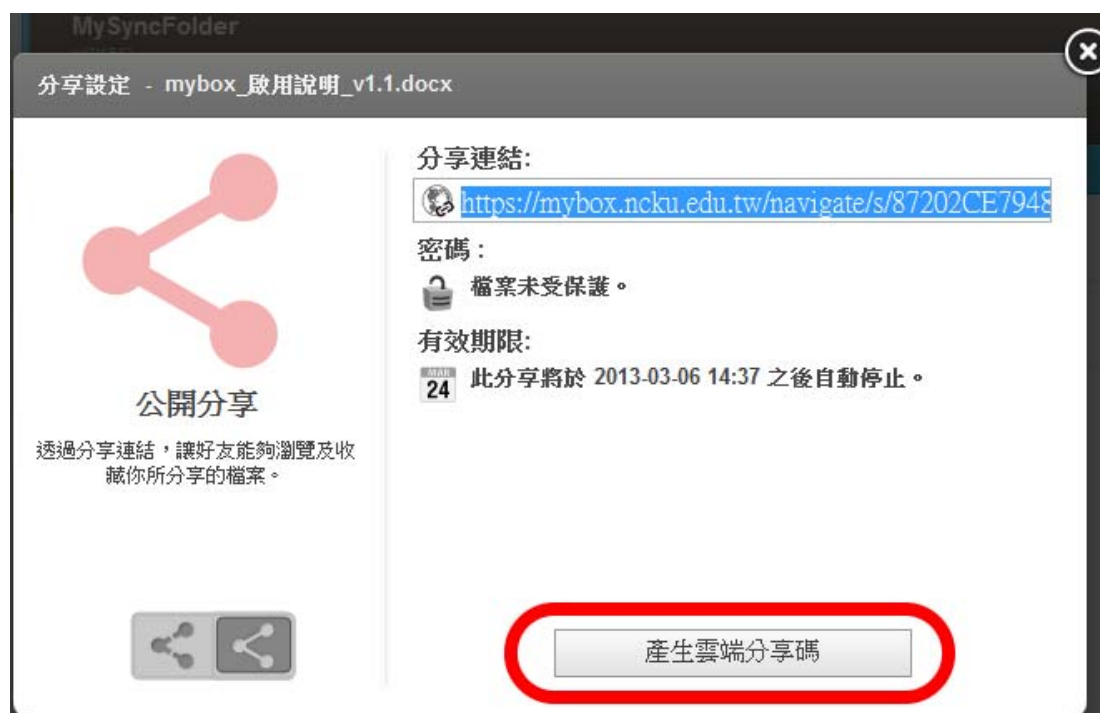 MySyncFolder
分享設定 - mybox_啟用說明_v1.1.docx
分享連結:
https://mybox.ncku.edu.tw/navigate/s/87202CE7948
密碼：
檔案未受保護。
有效期限:
MAR
24
此分享將於 2013-03-06 14:37 之後自動停止。
公開分享
透過分享連結，讓好友能夠瀏覽及收
藏你所分享的檔案。
產生雲端分享碼